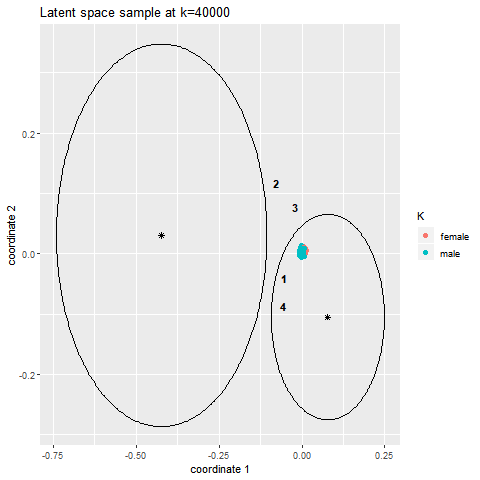 Latent space sample at k=40000
0.2
0.0
-0.2
coordinate 2
2
3
1
4
-0.75
-0.50
-0.25
0.00
0.25
coordinate 1
K
female
male